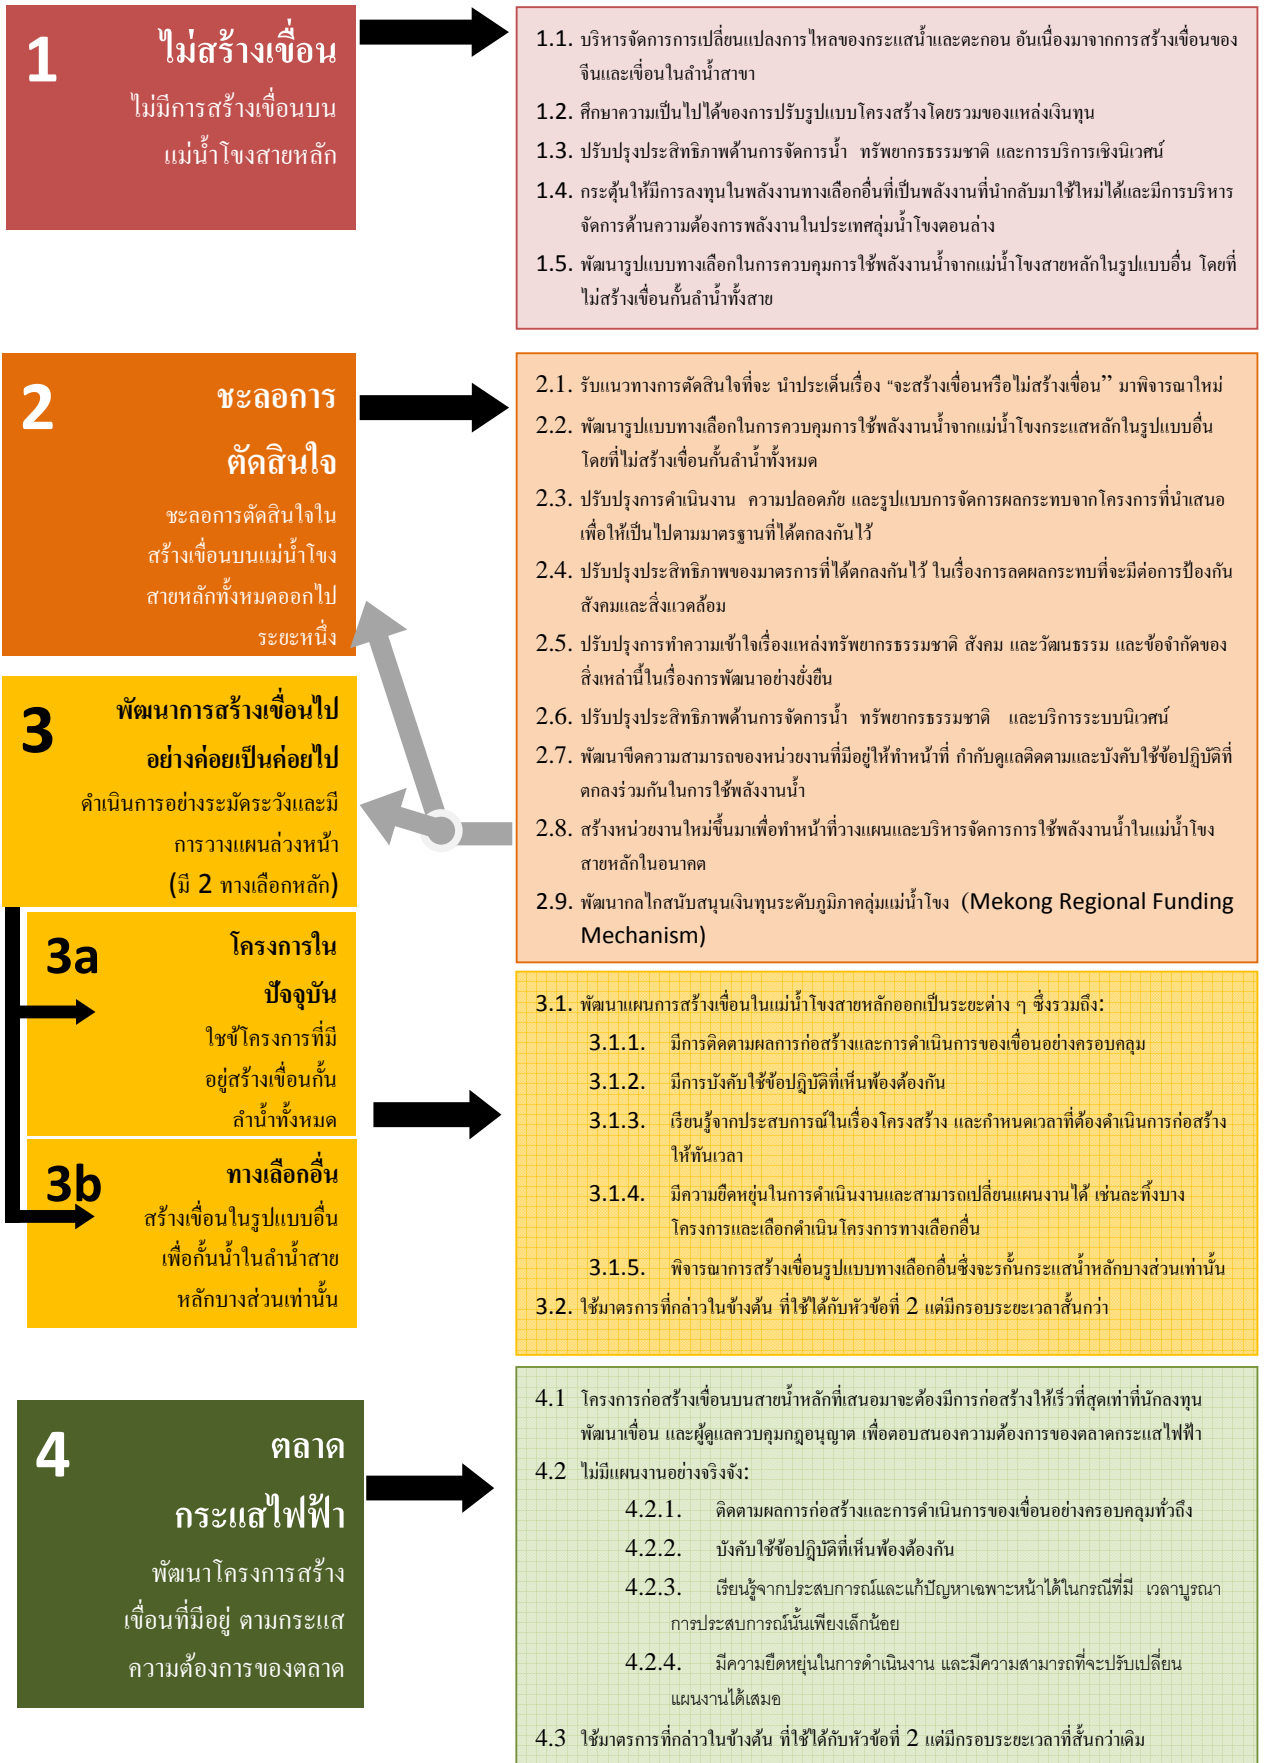 1
ไม่สร้างเขื่อน
ไม่มีการสร้างเขื่อนบน
แม่น้ำโขงสายหลัก
1.1. บริหารจัดการการเปลี่ยนแปลงการไหลของกระแสน้ำและตะกอน อันเนื่องมาจากการสร้างเขื่อนของ
จีนและเขื่อนในลำน้ำสาขา
1.2. ศึกษาความเป็นไปได้ของการปรับรูปแบบโครงสร้างโดยรวมของแหล่งเงินทุน
1.3. ปรับปรุงประสิทธิภาพด้านการจัดการน้ำ ทรัพยากรธรรมชาติ และการบริการเชิงนิเวศน์
1.4. กระตุ้นให้มีการลงทุนในพลังงานทางเลือกอื่นที่เป็นพลังงานที่นำกลับมาใช้ใหม่ได้และมีการบริหาร
จัดการด้านความต้องการพลังงานในประเทศลุ่มน้ำโขงตอนล่าง
1.5. พัฒนารูปแบบทางเลือกในการควบคุมการใช้พลังงานน้ำจากแม่น้ำโขงสายหลักในรูปแบบอื่น โดยที่
ไม่สร้างเขื่อนกั้นลำน้ำทั้งสาย
2
ชะลอการ
ตัดสินใจ
ชะลอการตัดสินใจใน
สร้างเขื่อนบนแม่น้ำโขง
สายหลักทั้งหมดออกไป
ระยะหนึ่ง
2.1. รับแนวทางการตัดสินใจที่จะ นำประเด็นเรื่อง “จะสร้างเขื่อนหรือไม่สร้างเขื่อน” มาพิจารณาใหม่
2.2. พัฒนารูปแบบทางเลือกในการควบคุมการใช้พลังงานน้ำจากแม่น้ำโขงกระแสหลักในรูปแบบอื่น
โดยที่ไม่สร้างเขื่อนกั้นลำน้ำทั้งหมด
2.3. ปรับปรุงการดำเนินงาน ความปลอดภัย และรูปแบบการจัดการผลกระทบจากโครงการที่นำเสนอ
เพื่อให้เป็นไปตามมาตรฐานที่ได้ตกลงกันไว้
2.4. ปรับปรุงประสิทธิภาพของมาตรการที่ได้ตกลงกันไว้ ในเรื่องการลดผลกระทบที่จะมีต่อการป้องกัน
สังคมและสิ่งแวดล้อม
2.5. ปรับปรุงการทำความเข้าใจเรื่องแหล่งทรัพยากรธรรมชาติ สังคม และวัฒนธรรม และข้อจำกัดของ
สิ่งเหล่านี้ในเรื่องการพัฒนาอย่างยั่งยืน
2.6. ปรับปรุงประสิทธิภาพด้านการจัดการน้ำ ทรัพยากรธรรมชาติ และบริการระบบนิเวศน์
2.7. พัฒนาขีดความสามารถของหน่วยงานที่มีอยู่ให้ทำหน้าที่ กำกับดูแลติดตามและบังคับใช้ข้อปฏิบัติที่
ตกลงร่วมกันในการใช้พลังงานน้ำ
2.8. สร้างหน่วยงานใหม่ขึ้นมาเพื่อทำหน้าที่วางแผนและบริหารจัดการการใช้พลังงานน้ำในแม่น้ำโขง
สายหลักในอนาคต
2.9. พัฒนากลไกสนับสนุนเงินทุนระดับภูมิภาคลุ่มแม่น้ำโขง (Mekong Regional Funding
Mechanism)
3
พัฒนาการสร้างเขื่อนไป
อย่างค่อยเป็นค่อยไป
ดำเนินการอย่างระมัดระวังและมี
การวางแผนล่วงหน้า
(มี 2 ทางเลือกหลัก)
3a
โครงการใน
ปัจจุบัน
ใชข้โครงการที่มี
อยู่สร้างเขื่อนกั้น
ลำน้ำทั้งหมด
3b
ทางเลือกอื่น
สร้างเขื่อนในรูปแบบอื่น
เพื่อกั้นน้ำในลำน้ำสาย
หลักบางส่วนเท่านั้น
3.1. พัฒนาแผนการสร้างเขื่อนในแม่น้ำโขงสายหลักออกเป็นระยะต่าง ๆ ซึ่งรวมถึง:
3.1.1. มีการติดตามผลการก่อสร้างและการดำเนินการของเขื่อนอย่างครอบคลุม
3.1.2. มีการบังคับใช้ข้อปฎิบัติที่เห็นพ้องต้องกัน
3.1.3. เรียนรู้จากประสบการณ์ในเรื่องโครงสร้าง และกำหนดเวลาที่ต้องดำเนินการก่อสร้าง
ให้ทันเวลา
3.1.4. มีความยืดหยุ่นในการดำเนินงานและสามารถเปลี่ยนแผนงานได้ เช่นละทิ้งบาง
โครงการและเลือกดำเนินโครงการทางเลือกอื่น
3.1.5. พิจารณาการสร้างเขื่อนรูปแบบทางเลือกอื่นซึ่งจะรกั้นกระแสน้ำหลักบางส่วนเท่านั้น
3.2. ใช้มาตรการที่กล่าวในข้างต้น ที่ใช้ได้กับหัวข้อที่ 2 แต่มีกรอบระยะเวลาสั้นกว่า
4
ตลาด
กระแสไฟฟ้า
พัฒนาโครงการสร้าง
เขื่อนที่มีอยู่ ตามกระแส
ความต้องการของตลาด
4.1 โครงการก่อสร้างเขื่อนบนสายน้ำหลักที่เสนอมาจะต้องมีการก่อสร้างให้เร็วที่สุดเท่าที่นักลงทุน
พัฒนาเขื่อน และผู้ดูแลควบคุมกฎอนุญาต เพื่อตอบสนองความต้องการของตลาดกระแสไฟฟ้า
4.2 ไม่มีแผนงานอย่างจริงจัง:
4.2.1. ติดตามผลการก่อสร้างและการดำเนินการของเขื่อนอย่างครอบคลุมทั่วถึง
4.2.2. บังคับใช้ข้อปฎิบัติที่เห็นพ้องต้องกัน
4.2.3. เรียนรู้จากประสบการณ์และแก้ปัญหาเฉพาะหน้าได้ในกรณีที่มี เวลาบูรณา
การประสบการณ์นั้นเพียงเล็กน้อย
4.2.4. มีความยืดหยุ่นในการดำเนินงาน และมีความสามารถที่จะปรับเปลี่ยน
แผนงานได้เสมอ
4.3 ใช้มาตรการที่กล่าวในข้างต้น ที่ใช้ได้กับหัวข้อที่ 2 แต่มีกรอบระยะเวลาที่สั้นกว่าเดิม